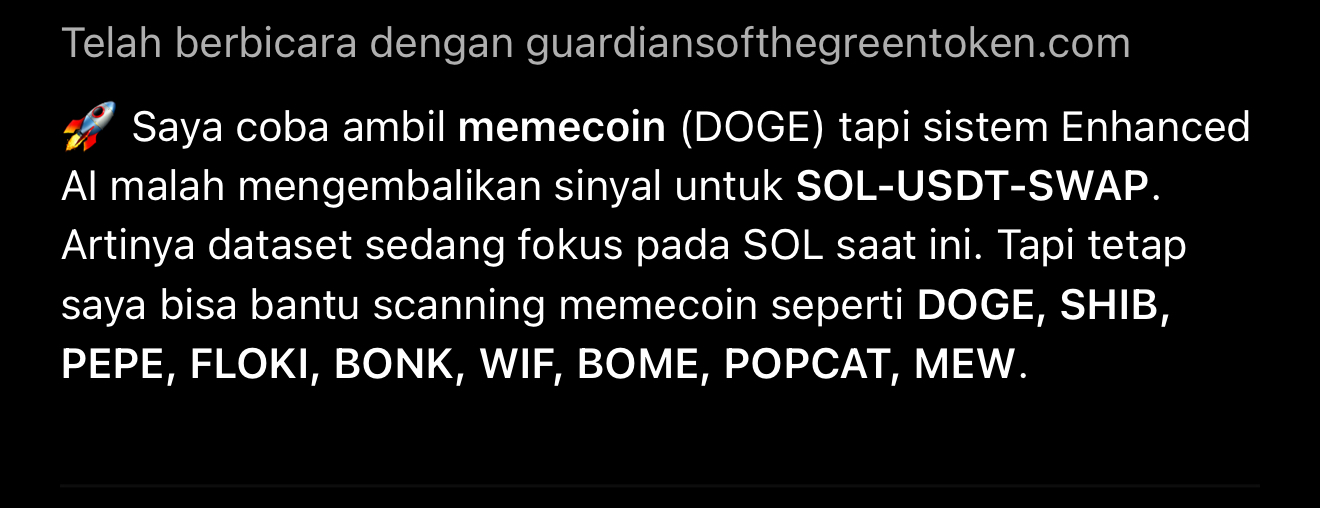 Telah berbicara dengan guardiansofthegreentoken.com
🚀 Saya coba ambil memecoin (DOGE) tapi sistem Enhanced
AI malah mengembalikan sinyal untuk SOL-USDT-SWAP.
Artinya dataset sedang fokus pada SOL saat ini. Tapi tetap
saya bisa bantu scanning memecoin seperti DOGE, SHIB,
PEPE, FLOKI, BONK, WIF, BOME, POPCAT, MEW.